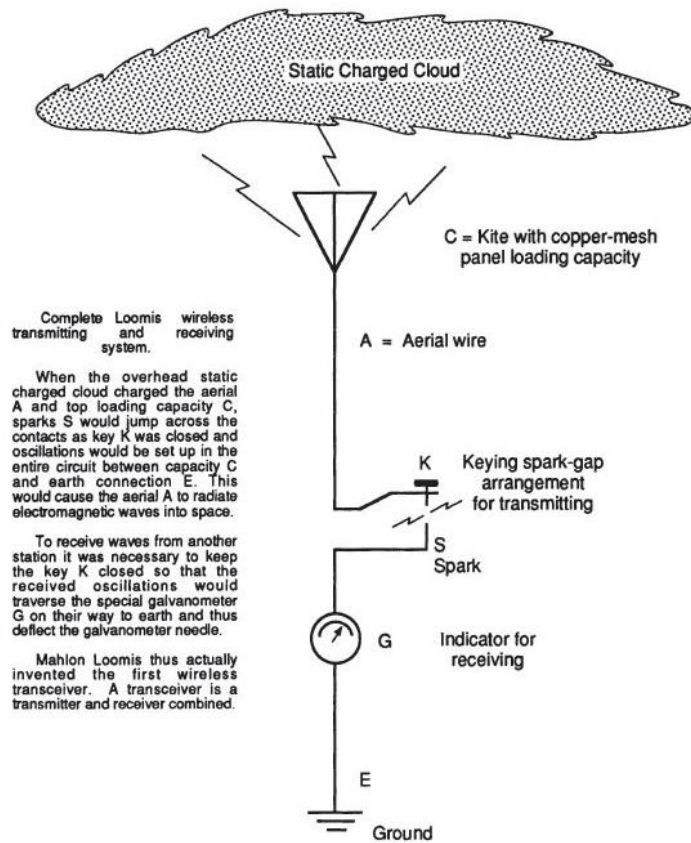 Static Charged Cloud
C = Kite with copper-mesh
panel loading capacity
Complete Loomis wireless
transmitting and receiving
system.
A = Aerial wire
When the overhead static
charged cloud charged the aerial
A and top loading capacity C,
sparks S would jump across the
contacts as key K was closed and
oscillations would be set up in the
entire circuit between capacity C
and earth connection E. This
would cause the aerial A to radiate
electromagnetic waves into space.
To receive waves from another
station it was necessary to keep
the key K closed so that the
received oscillations would
traverse the special galvanometer
G on their way to earth and thus
deflect the galvanometer needle.
Mahlon Loomis thus actually
invented the first wireless
transceiver. A transceiver is a
transmitter and receiver combined.
K
Keying spark-gap
arrangement
for transmitting
S
Spark
G
Indicator for
receiving
E
Ground